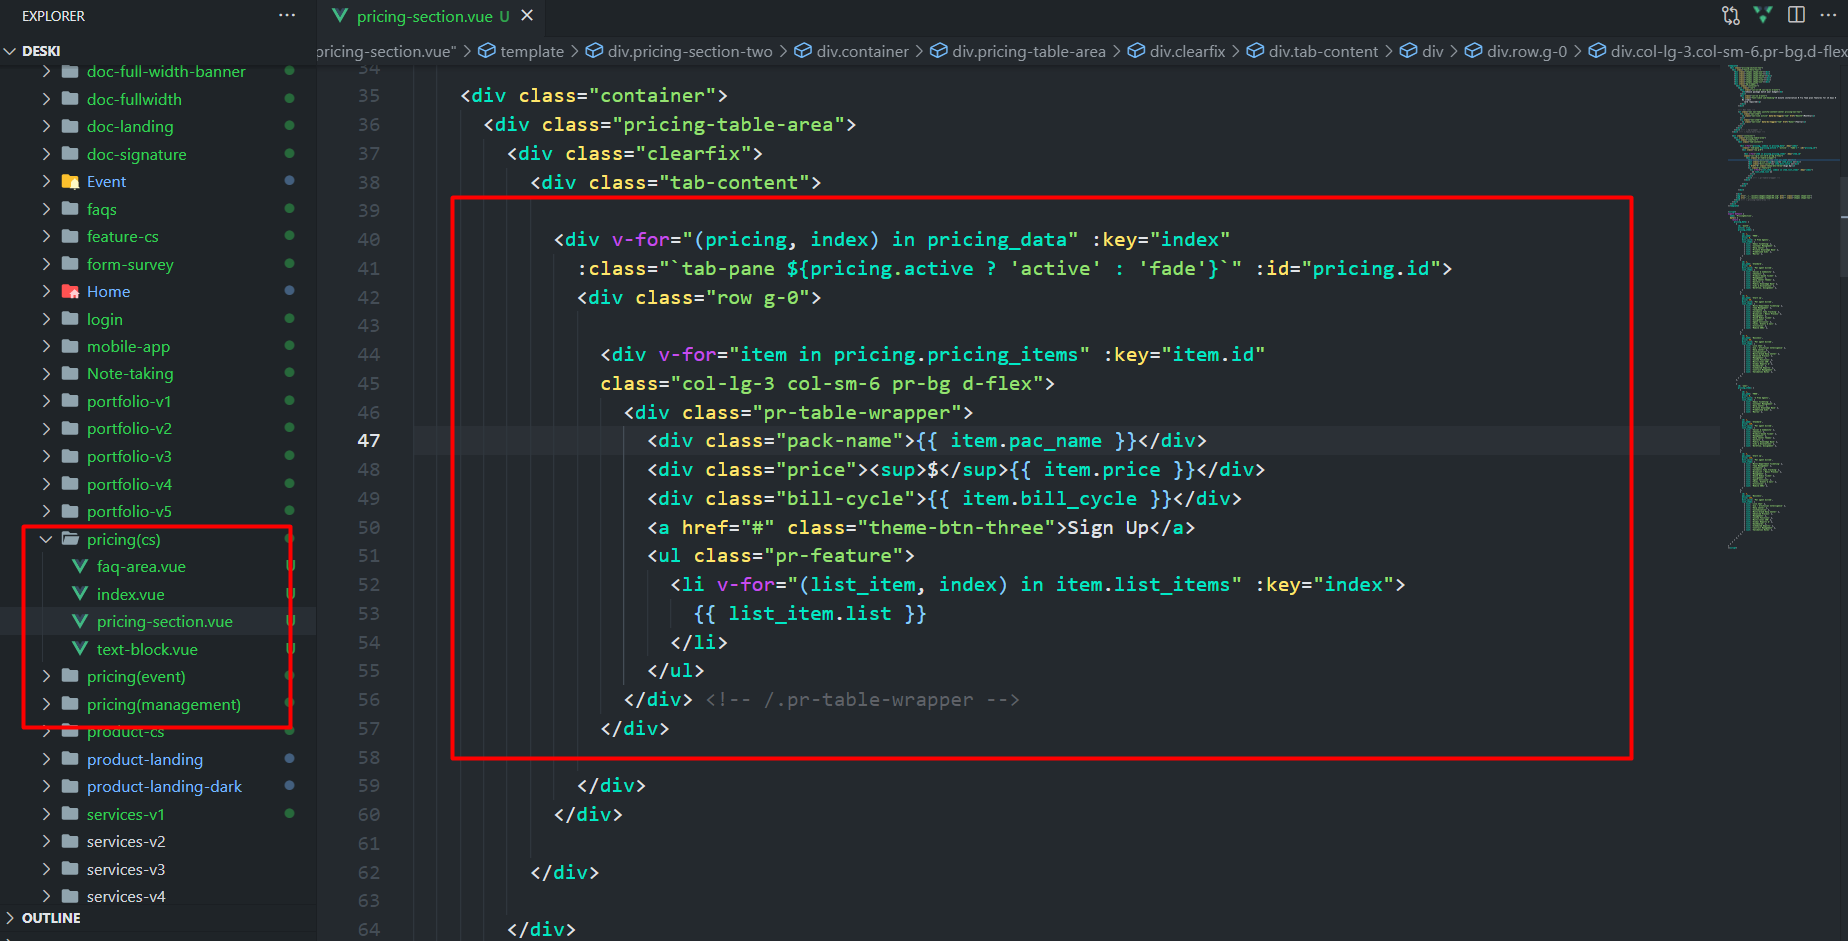 EXPLORER
DESKI
doc-full-width-banner
doc-fullwidth
doc-landing
doc-signature
Event
faqs
feature-cs
form-survey
Home
login
mobile-app
Note-taking
portfolio-v1
portfolio-v2
portfolio-v3
portfolio-v4
portfolio-v5
pricing(cs)
faq-area.vue U
index.vue U
pricing-section.vue U
text-block.vue U
pricing(event)
pricing(management)
product-cs
product-landing
product-landing-dark
services-v1
services-v2
services-v3
services-v4
OUTLINE
pricing-section.vue U
pricing-section.vue" > template > div.pricing-section-two > div.container > div.pricing-table-area > div.clearfix > div.tab-content > div > div.row.g-0 > div.col-lg-3.col-sm-6.pr-bg.d-flex
34
35 <div class="container">
36 <div class="pricing-table-area">
37 <div class="clearfix">
38 <div class="tab-content">
39
40 <div v-for="(pricing, index) in pricing_data" :key="index"
41 :class="`tab-pane ${pricing.active ? 'active' : 'fade'}`" :id="pricing.id">
42 <div class="row g-0">
43
44 <div v-for="item in pricing.pricing_items" :key="item.id"
45 class="col-lg-3 col-sm-6 pr-bg d-flex">
46 <div class="pr-table-wrapper">
47 <div class="pack-name">{{ item.pac_name }}</div>
48 <div class="price"><sup>$</sup>{{ item.price }}</div>
49 <div class="bill-cycle">{{ item.bill_cycle }}</div>
50 <a href="#" class="theme-btn-three">Sign Up</a>
51 <ul class="pr-feature">
52 <li v-for="(list_item, index) in item.list_items" :key="index">
53 {{ list_item.list }}
54 </li>
55 </ul>
56 </div> <!-- /.pr-table-wrapper -->
57 </div>
58
59 </div>
60 </div>
61
62 </div>
63
64 </div>